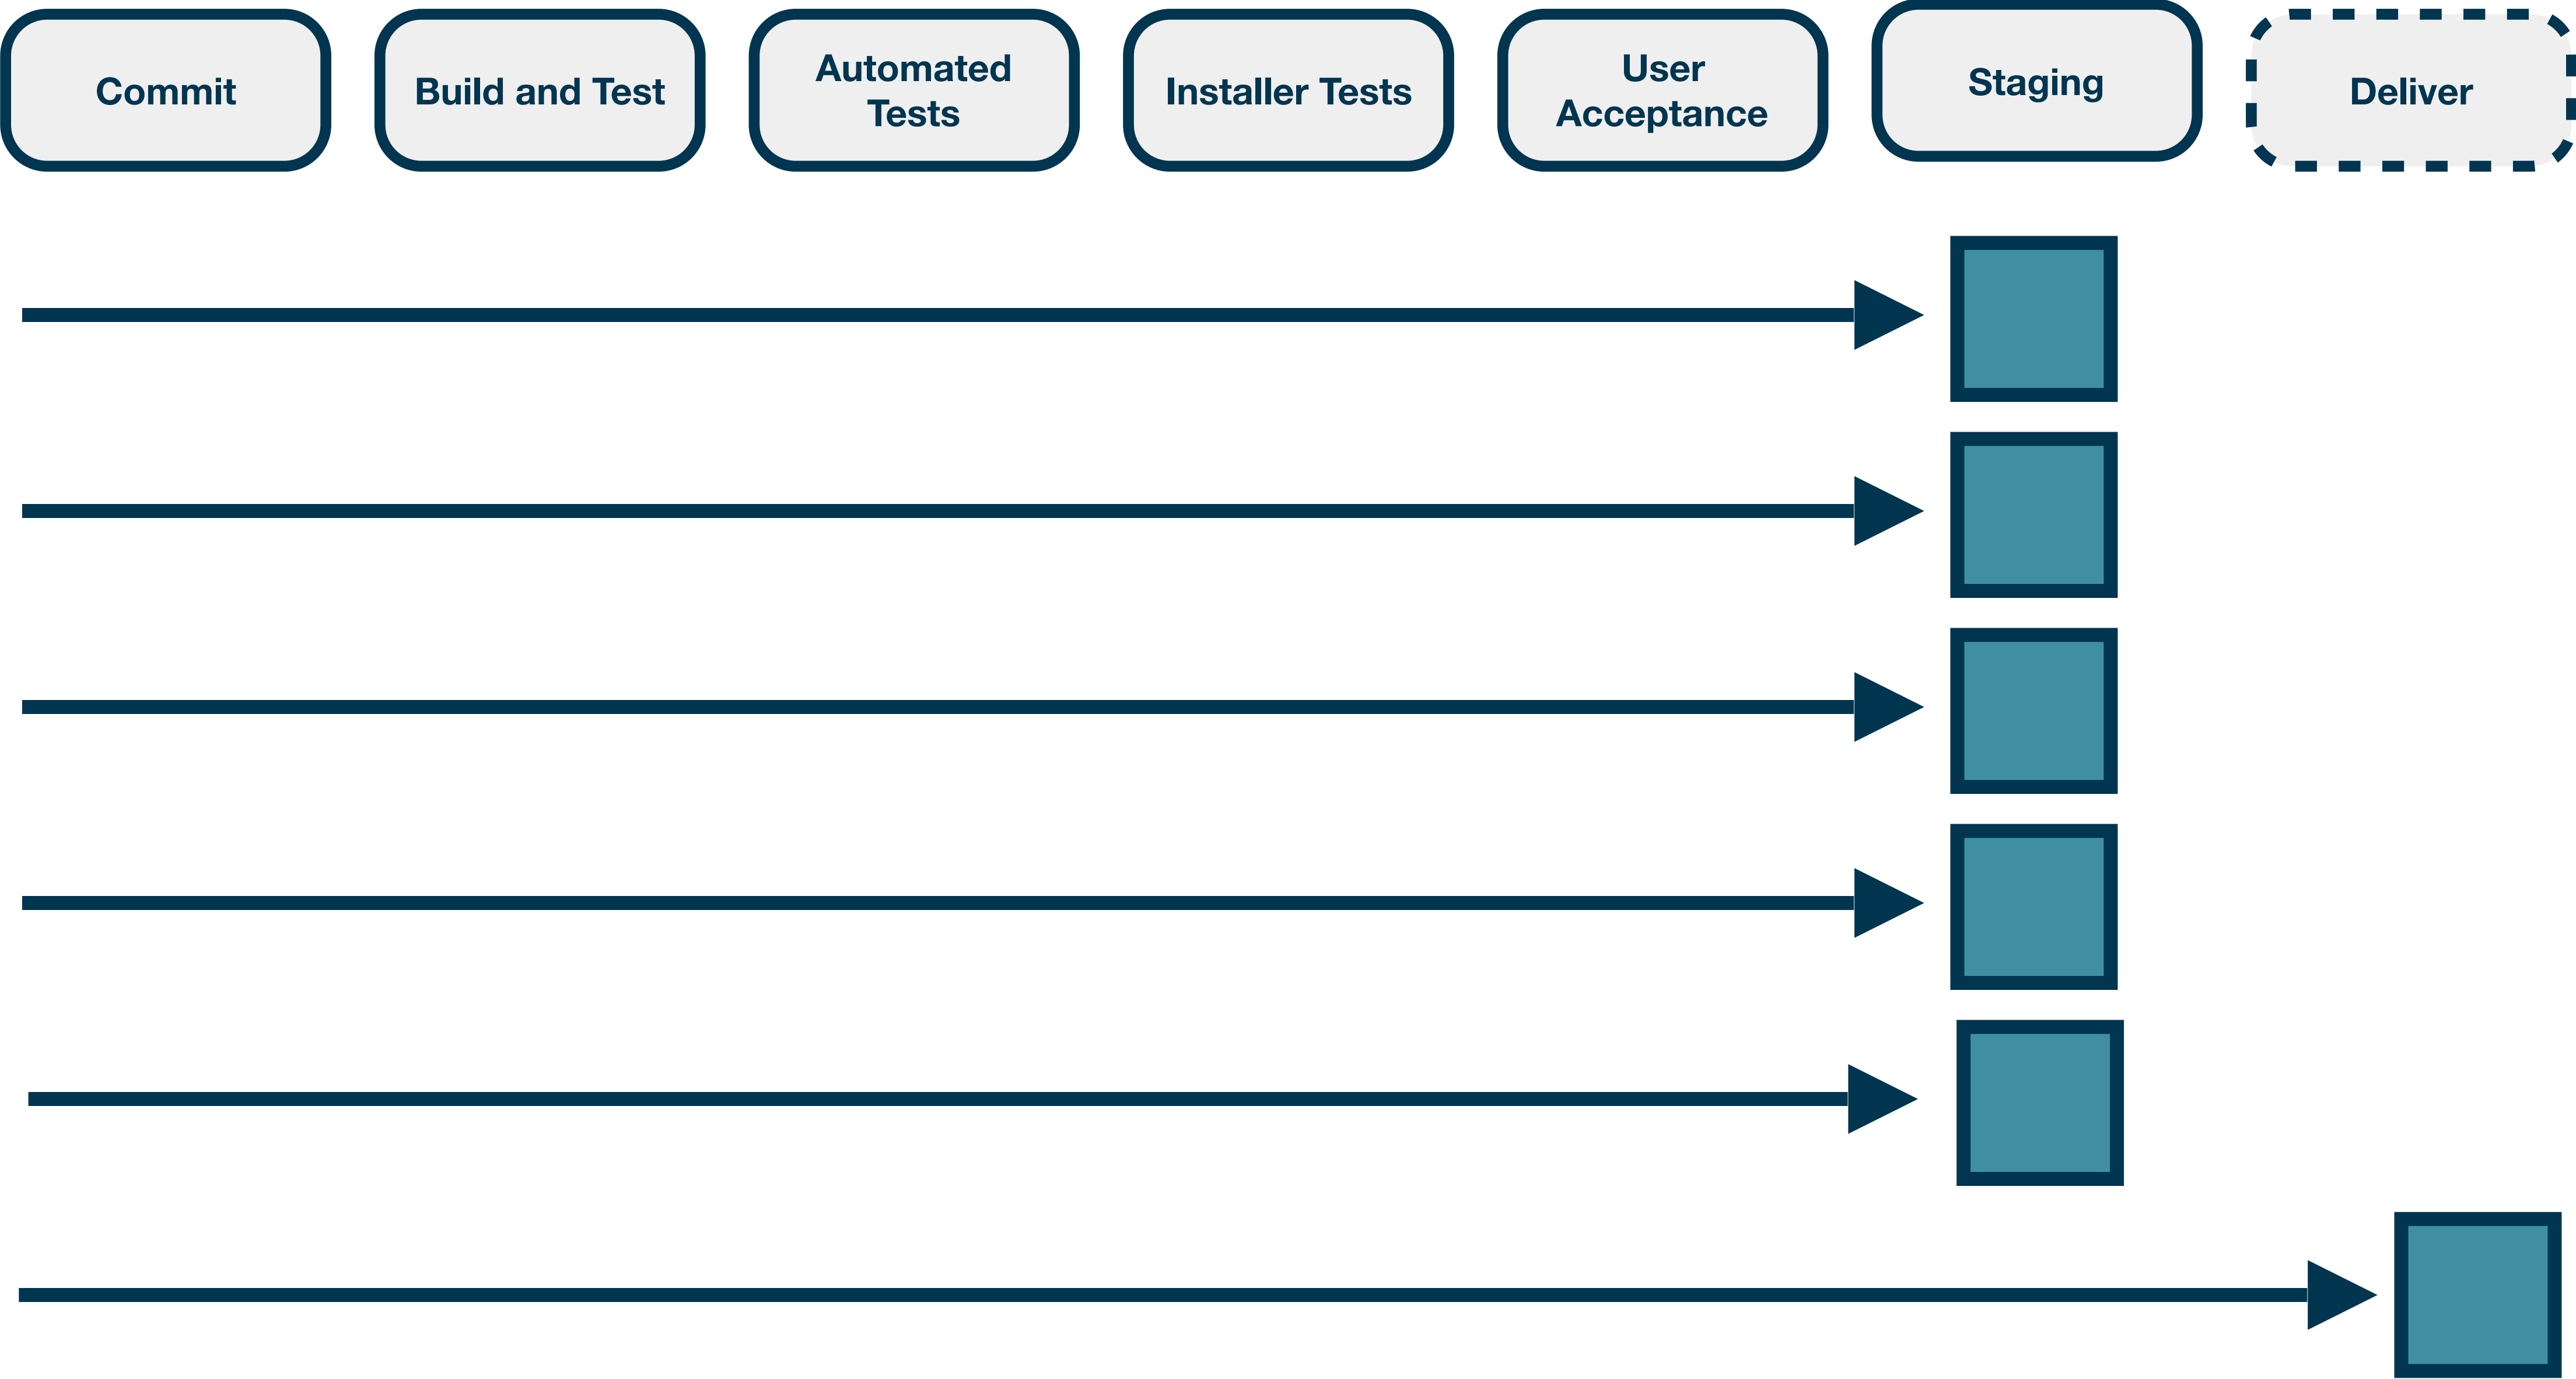 Commit
Build and Test
Automated
Tests
Installer Tests
User
Acceptance
Staging
Deliver